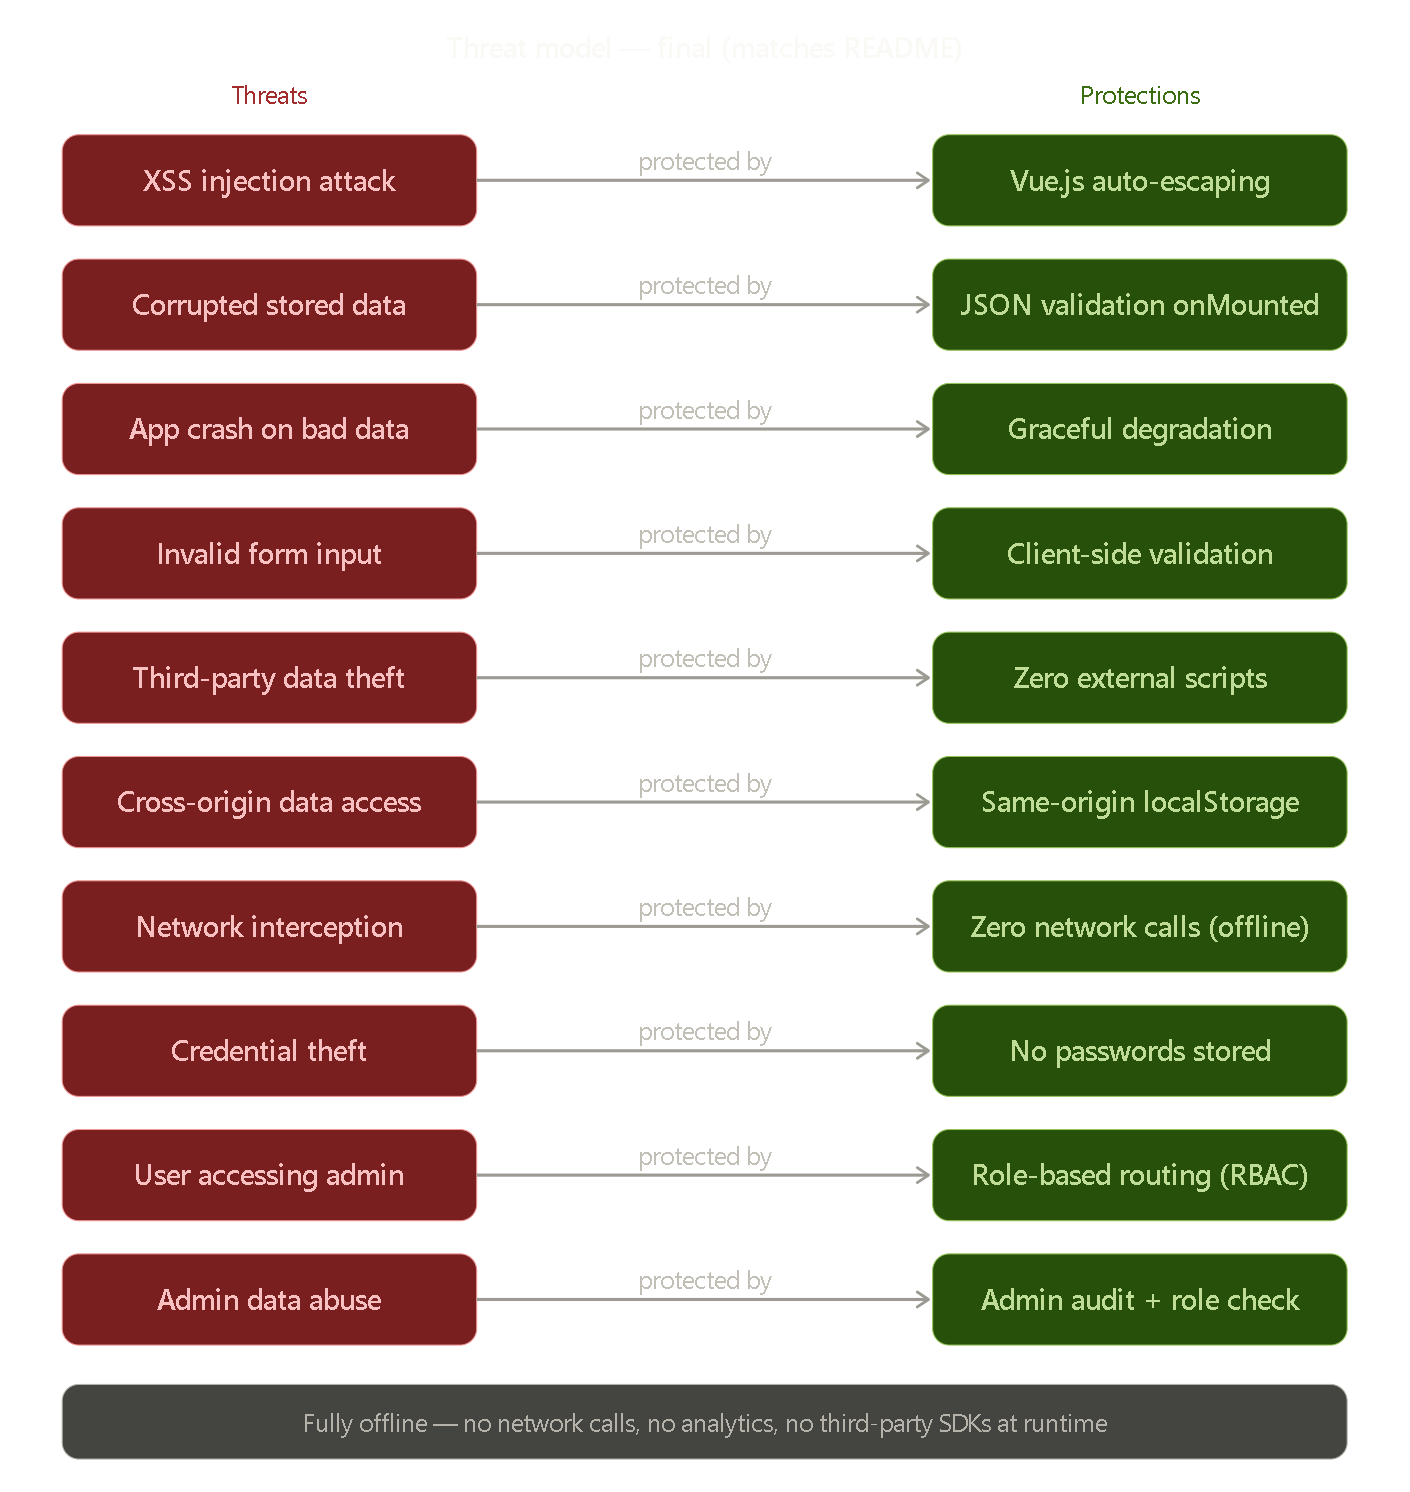 Threat model — final (matches README)
Threats
Protections
XSS injection attack
protected by
Vue.js auto-escaping
Corrupted stored data
protected by
JSON validation onMounted
App crash on bad data
protected by
Graceful degradation
Invalid form input
protected by
Client-side validation
Third-party data theft
protected by
Zero external scripts
Cross-origin data access
protected by
Same-origin localStorage
Network interception
protected by
Zero network calls (offline)
Credential theft
protected by
No passwords stored
User accessing admin
protected by
Role-based routing (RBAC)
Admin data abuse
protected by
Admin audit + role check
Fully offline — no network calls, no analytics, no third-party SDKs at runtime